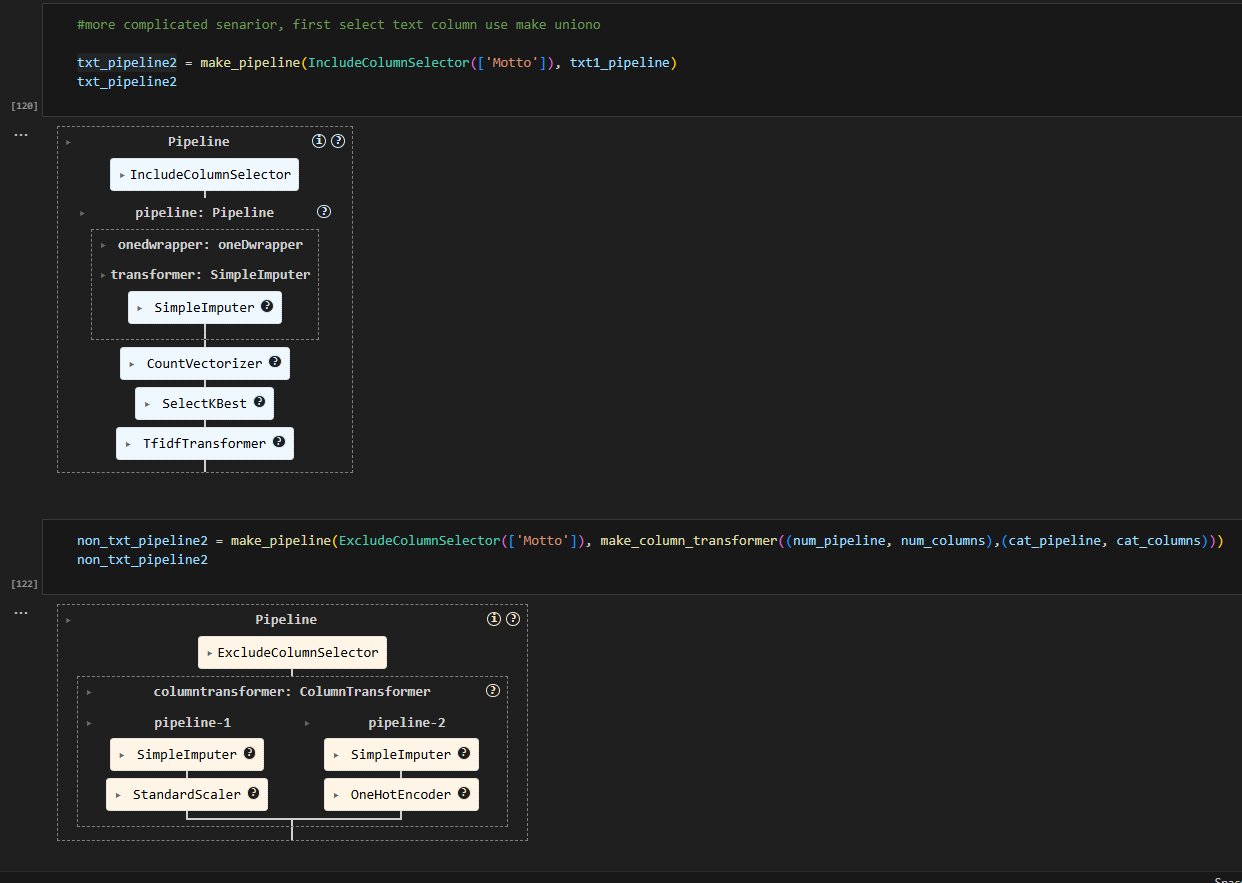 #more complicated senarior, first select text column use make uniono
txt_pipeline2 = make_pipeline(IncludeColumnSelector(['Motto']), txt1_pipeline)
txt_pipeline2
[120]
...
Pipeline
IncludeColumnSelector
pipeline: Pipeline
onedwrapper: oneDwrapper
transformer: SimpleImputer
SimpleImputer
CountVectorizer
SelectKBest
TfidfTransformer
non_txt_pipeline2 = make_pipeline(ExcludeColumnSelector(['Motto']), make_column_transformer((num_pipeline, num_columns),(cat_pipeline, cat_columns)))
non_txt_pipeline2
[122]
...
Pipeline
ExcludeColumnSelector
columntransformer: ColumnTransformer
pipeline-1 pipeline-2
SimpleImputer SimpleImputer
StandardScaler OneHotEncoder